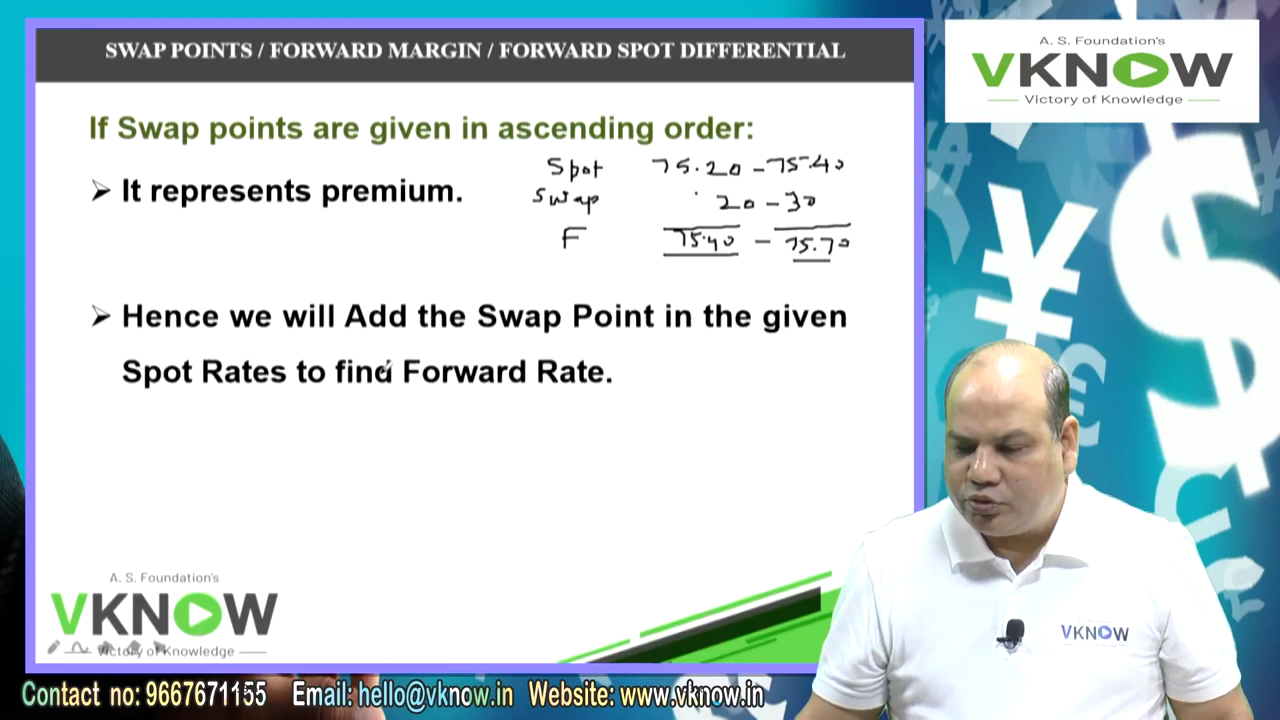 SWAP POINTS / FORWARD MARGIN / FORWARD SPOT DIFFERENTIAL
A. S. Foundation's
VKNOW
Victory of Knowledge
If Swap points are given in ascending order:
➢ It represents premium.
Spot 75.20 - 75.40
Swap 20 - 30
F 75.40 - 75.70
➢ Hence we will Add the Swap Point in the given
Spot Rates to find Forward Rate.
A. S. Foundation's
VKNOW
Victory of Knowledge
VKNOW
Contact no: 9667671155 Email: hello@vknow.in Website: www.vknow.in